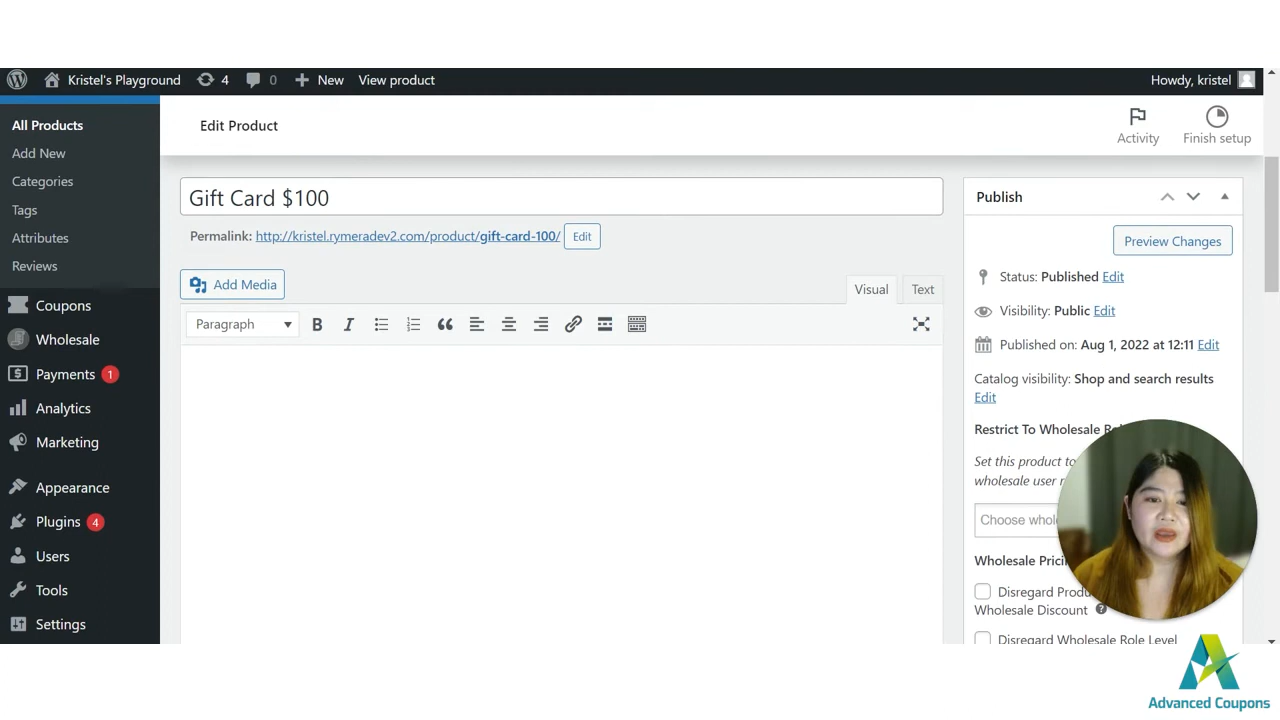 Kristel's Playground
4
0
New
View product
Howdy, kristel
All Products
Add New
Categories
Tags
Attributes
Reviews
Coupons
Wholesale
Payments 1
Analytics
Marketing
Appearance
Plugins 4
Users
Tools
Settings
Edit Product
Activity
Finish setup
Gift Card $100
Permalink: http://kristel.rymeradev2.com/product/gift-card-100/ Edit
Add Media
Visual
Text
Paragraph
B
I
Publish
Preview Changes
Status: Published Edit
Visibility: Public Edit
Published on: Aug 1, 2022 at 12:11 Edit
Catalog visibility: Shop and search results
Edit
Restrict To Wholesale
Set this product to
wholesale user
Choose
Wholesale
Disregard
Wholesale Discount
Disregard Wholesale Role Level
Advanced Coupons